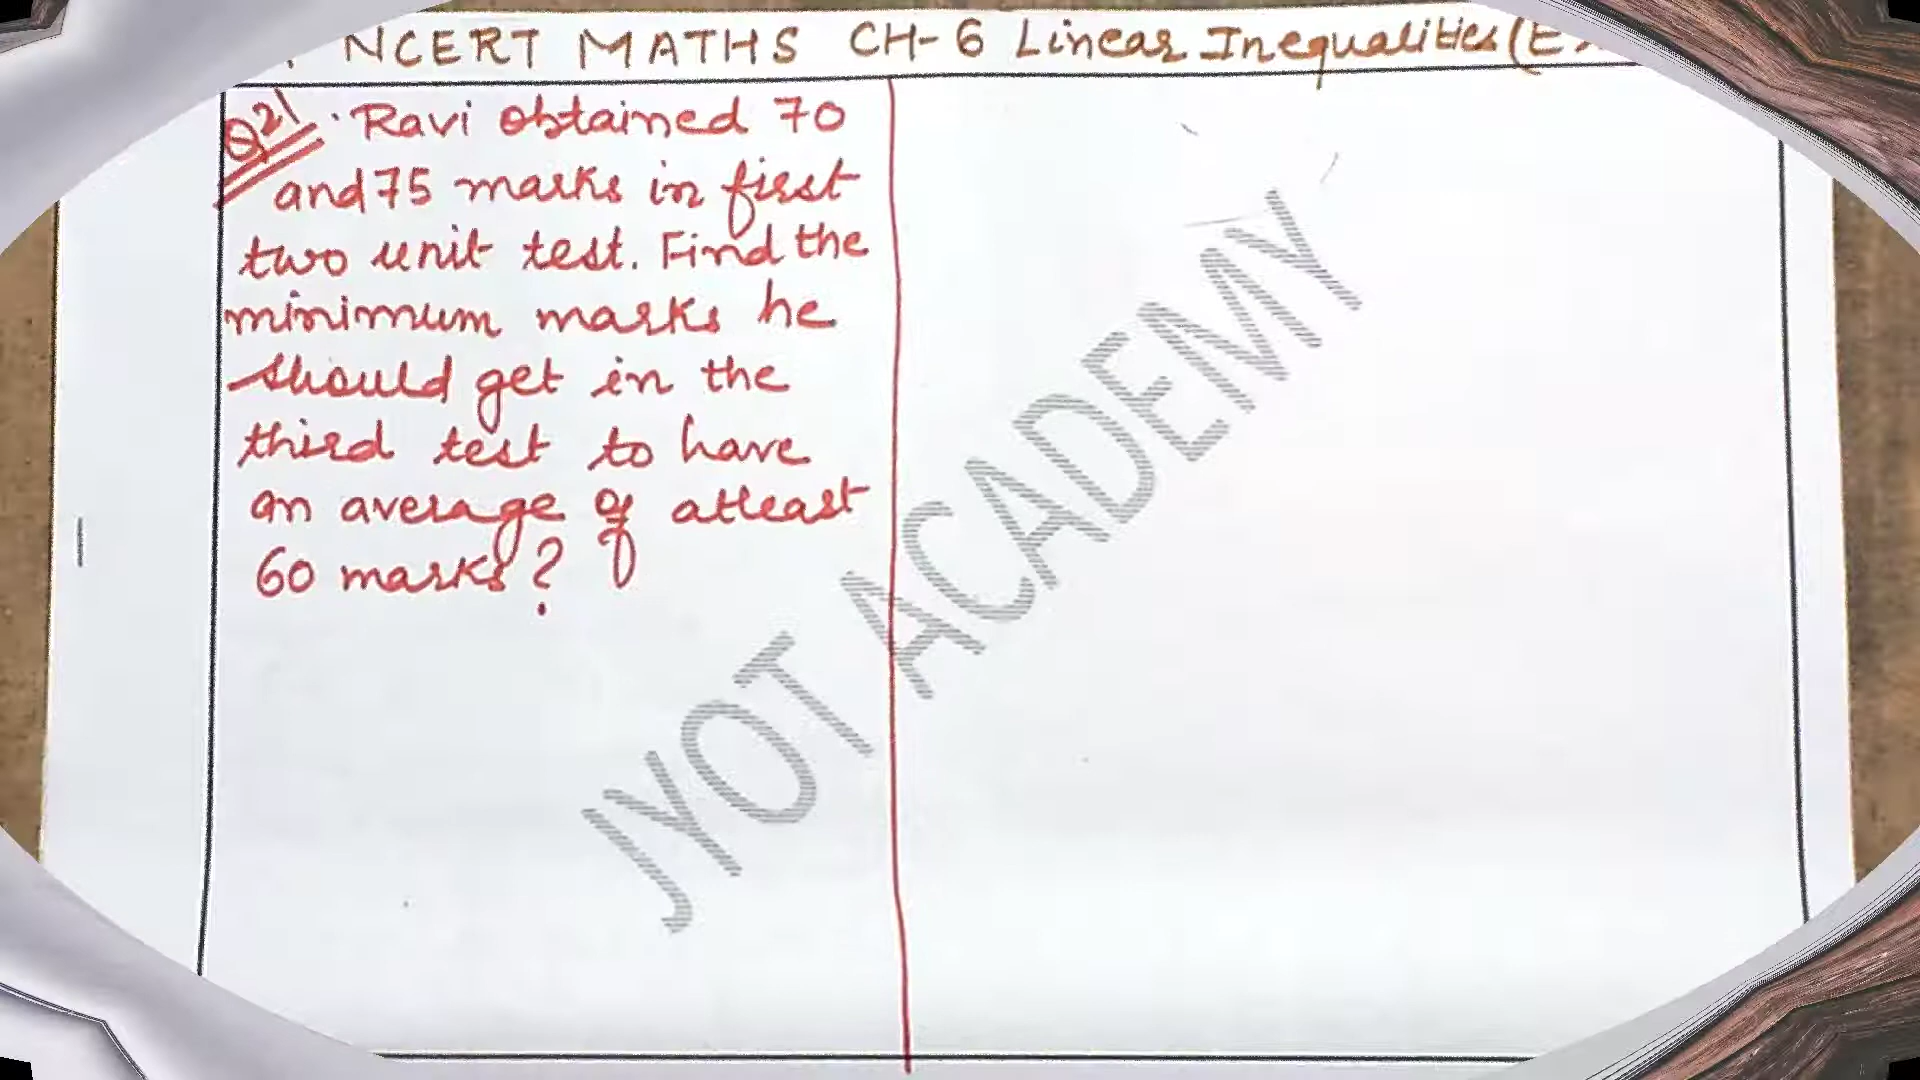 NCERT MATHS CH-6 Linear Inequalities (E
Q21. Ravi obtained 70
and 75 marks in first
two unit test. Find the
minimum marks he
should get in the
third test to have
an average of atleast
60 marks?
JYOT ACADEMY